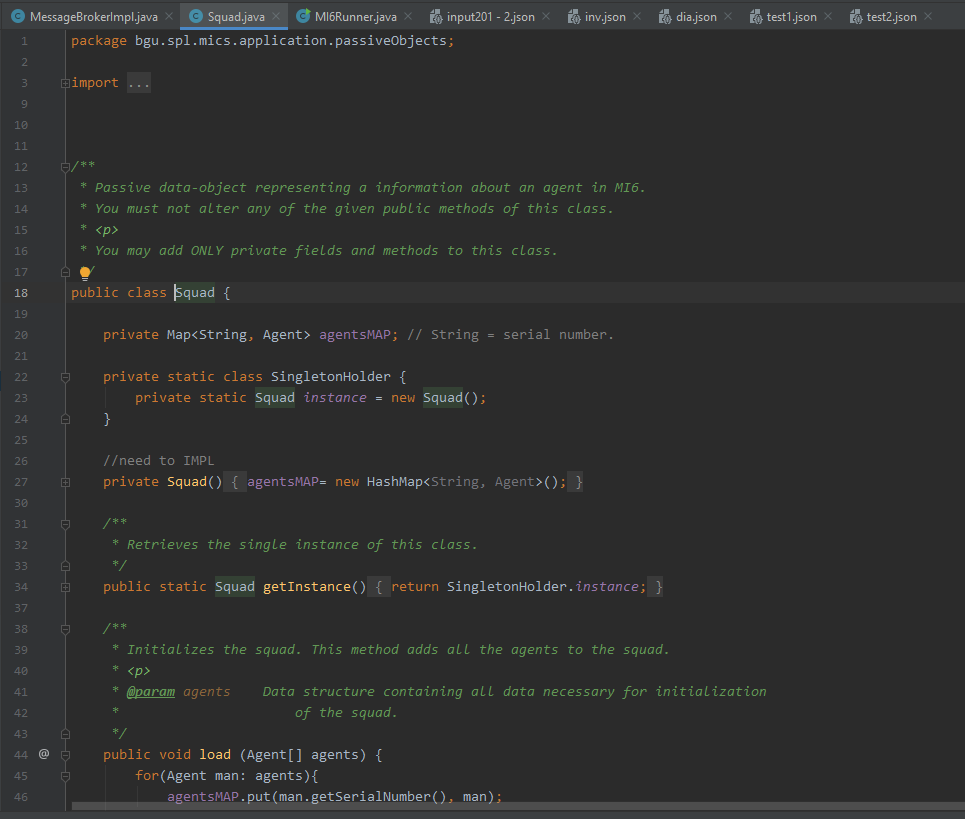 MessageBrokerImpl.java Squad.java MI6Runner.java input201 - 2.json inv.json dia.json test1.json test2.json
1 package bgu.spl.mics.application.passiveObjects;
2
3 import ...
9
10
11
12 /**
13 * Passive data-object representing a information about an agent in MI6.
14 * You must not alter any of the given public methods of this class.
15 * <p>
16 * You may add ONLY private fields and methods to this class.
17 /
18 public class Squad {
19
20 private Map<String, Agent> agentsMAP; // String = serial number.
21
22 private static class SingletonHolder {
23 private static Squad instance = new Squad();
24 }
25
26 //need to IMPL
27 private Squad() { agentsMAP= new HashMap<String, Agent>(); }
30
31 /**
32 * Retrieves the single instance of this class.
33 */
34 public static Squad getInstance() { return SingletonHolder.instance; }
37
38 /**
39 * Initializes the squad. This method adds all the agents to the squad.
40 * <p>
41 * @param agents Data structure containing all data necessary for initialization
42 * of the squad.
43 */
44 @ public void load (Agent[] agents) {
45 for(Agent man: agents){
46 agentsMAP.put(man.getSerialNumber(), man);